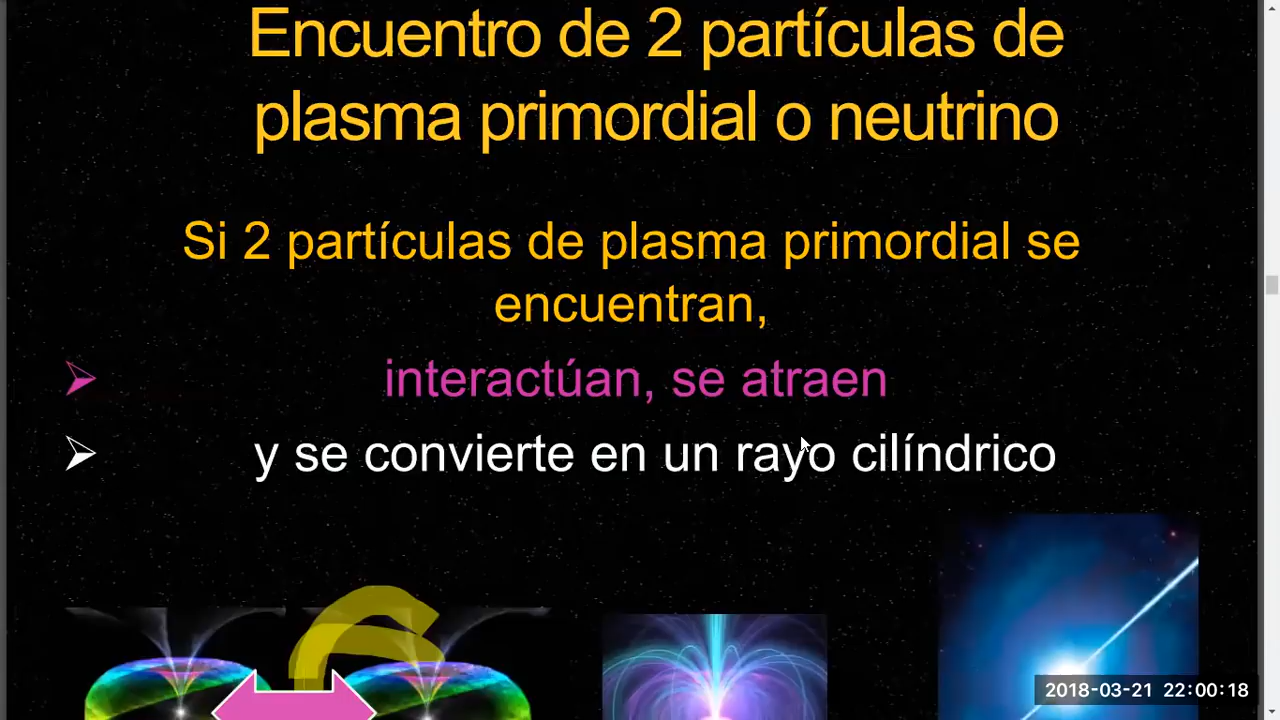 Encuentro de 2 partículas de
plasma primordial o neutrino
Si 2 partículas de plasma primordial se
encuentran,
interactúan, se atraen
y se convierte en un rayo cilíndrico
2018-03-21 22:00:18